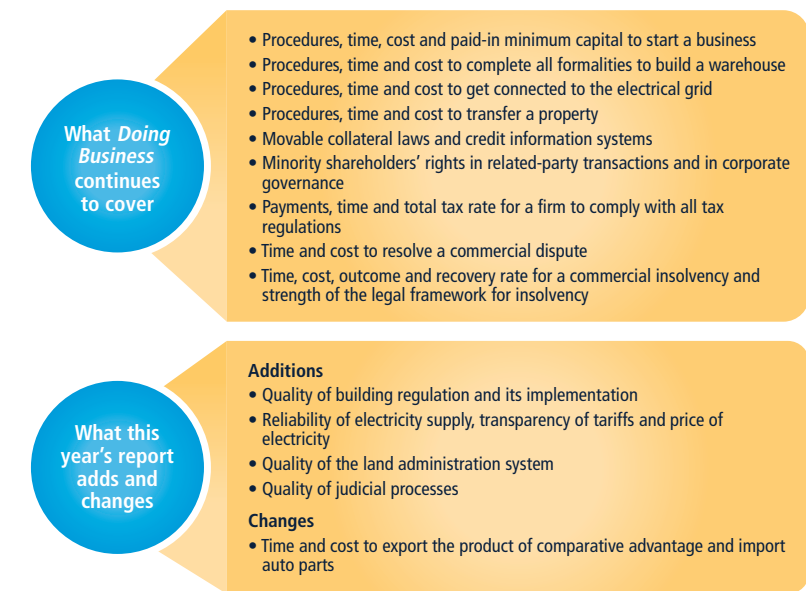 What Doing
Business
continues
to cover
• Procedures, time, cost and paid-in minimum capital to start a business
• Procedures, time and cost to complete all formalities to build a warehouse
• Procedures, time and cost to get connected to the electrical grid
• Procedures, time and cost to transfer a property
• Movable collateral laws and credit information systems
• Minority shareholders’ rights in related-party transactions and in corporate
governance
• Payments, time and total tax rate for a firm to comply with all tax
regulations
• Time and cost to resolve a commercial dispute
• Time, cost, outcome and recovery rate for a commercial insolvency and
strength of the legal framework for insolvency
What this
year’s report
adds and
changes
Additions
• Quality of building regulation and its implementation
• Reliability of electricity supply, transparency of tariffs and price of
electricity
• Quality of the land administration system
• Quality of judicial processes
Changes
• Time and cost to export the product of comparative advantage and import
auto parts